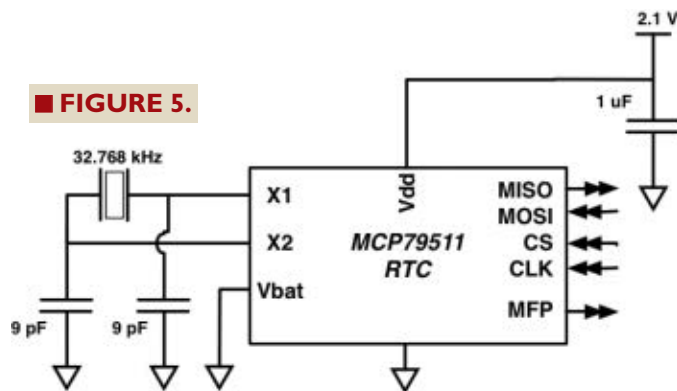 2.1 V
■ FIGURE 5.
1 uF
32.768 kHz
X1
Vdd
MISO
MOSI
X2
MCP79511
RTC
CS
CLK
Vbat
MFP
9 pF
9 pF